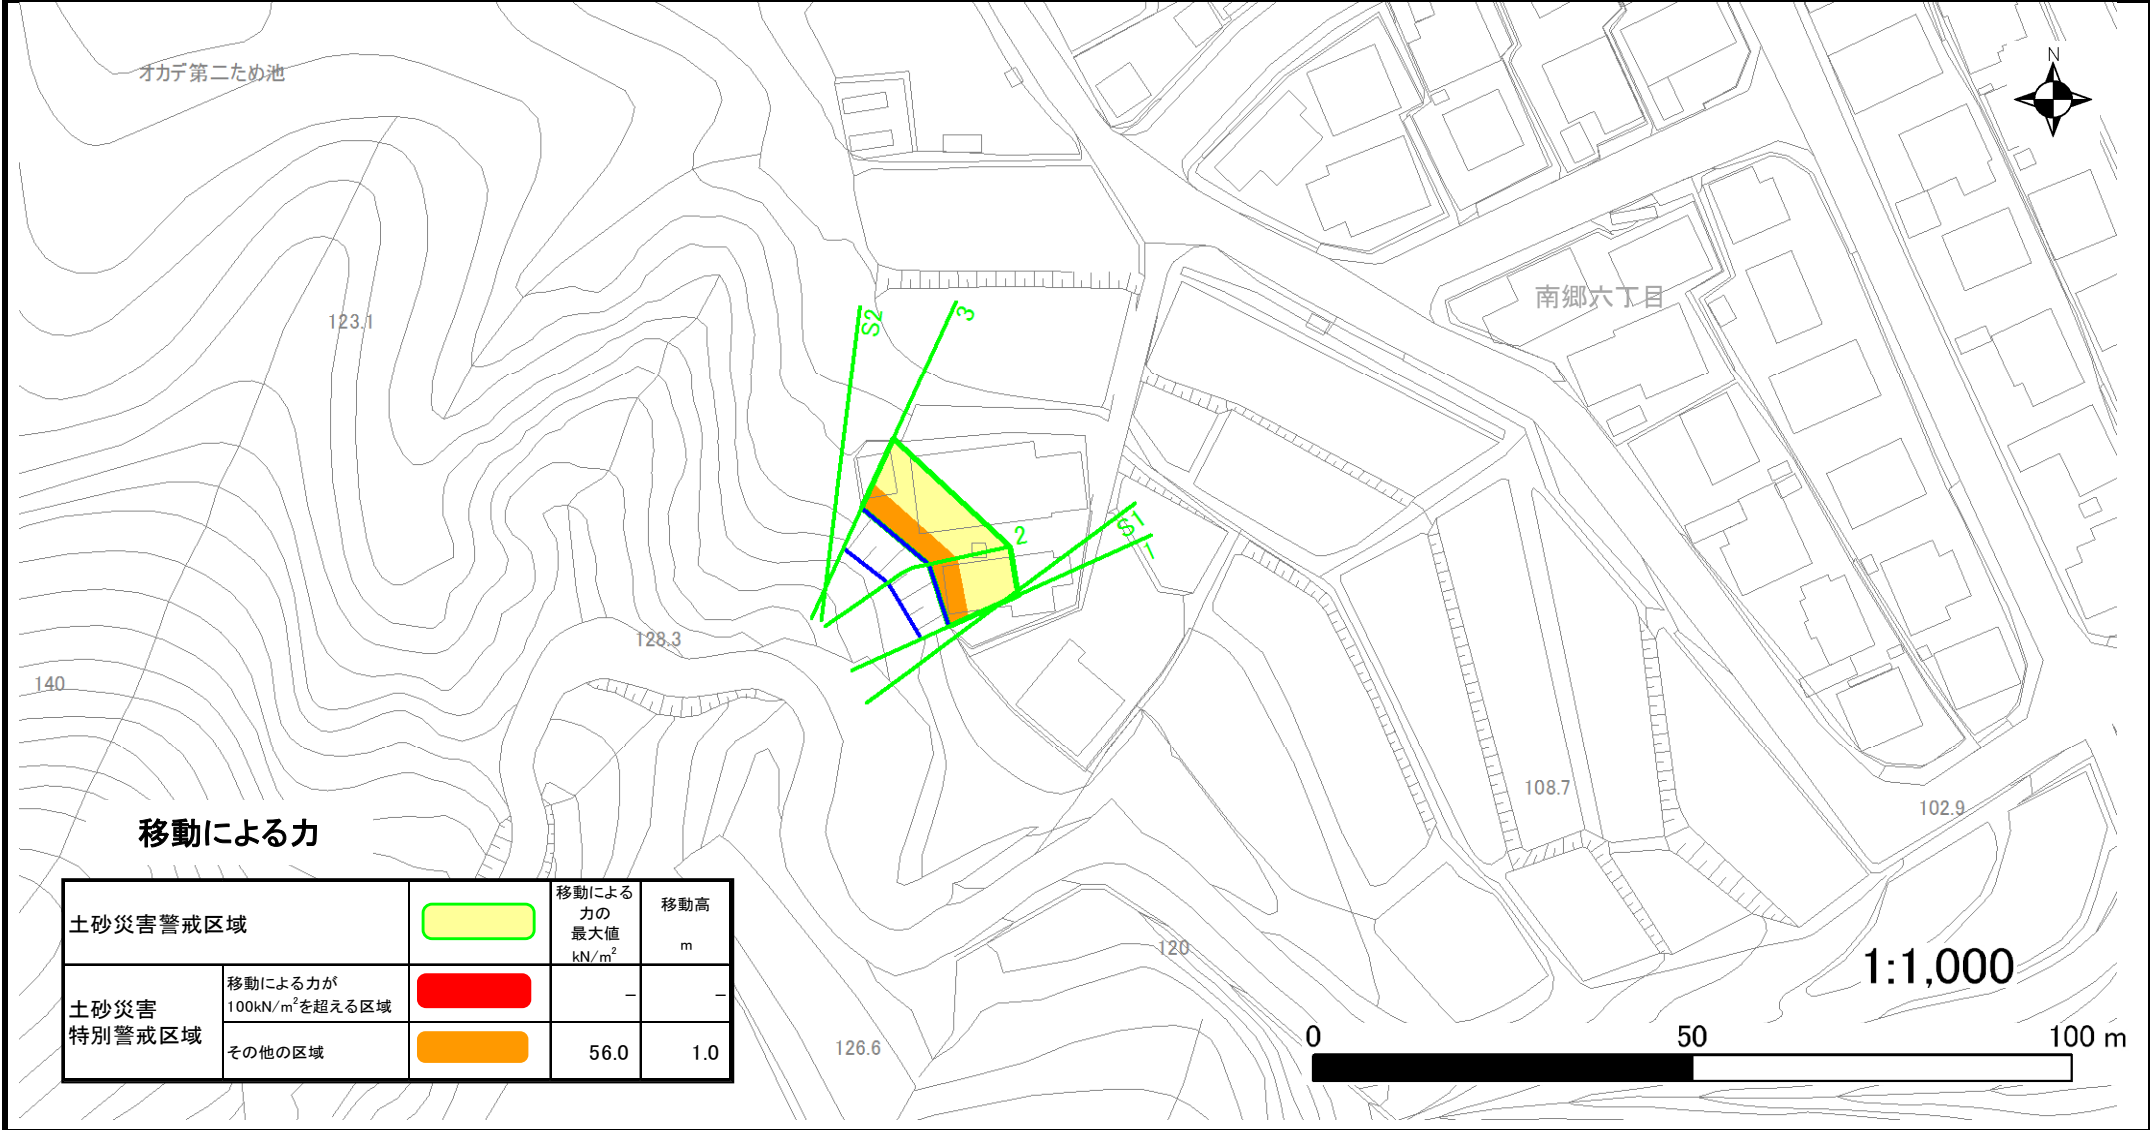 オカデ第二ため池
N
南郷六丁目
123.1
S2
3
2
S1
1
128.3
140
108.7
102.9
120
126.6
移動による力
土砂災害警戒区域
移動による
力の
最大値
kN/m²
移動高
m
土砂災害
特別警戒区域
移動による力が
100kN/m²を超える区域
–
–
その他の区域
56.0
1.0
1:1,000
0
50
100 m